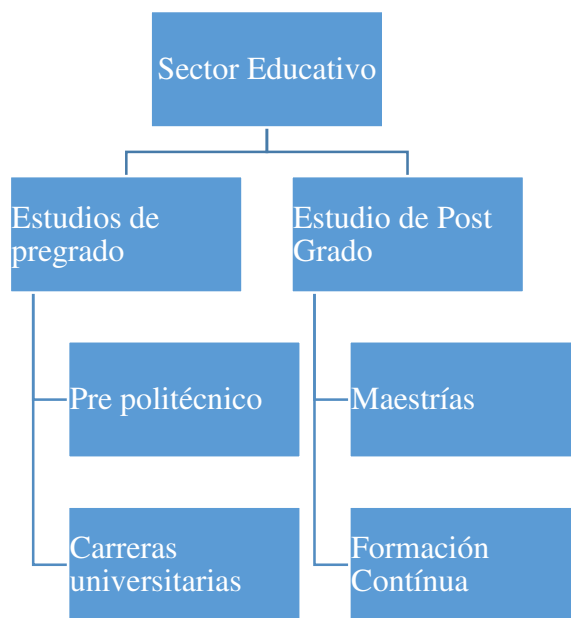 Sector Educativo
Estudios de
pregrado
Pre politécnico
Carreras
universitarias
Estudio de Post
Grado
Maestrías
Formación
Contínua